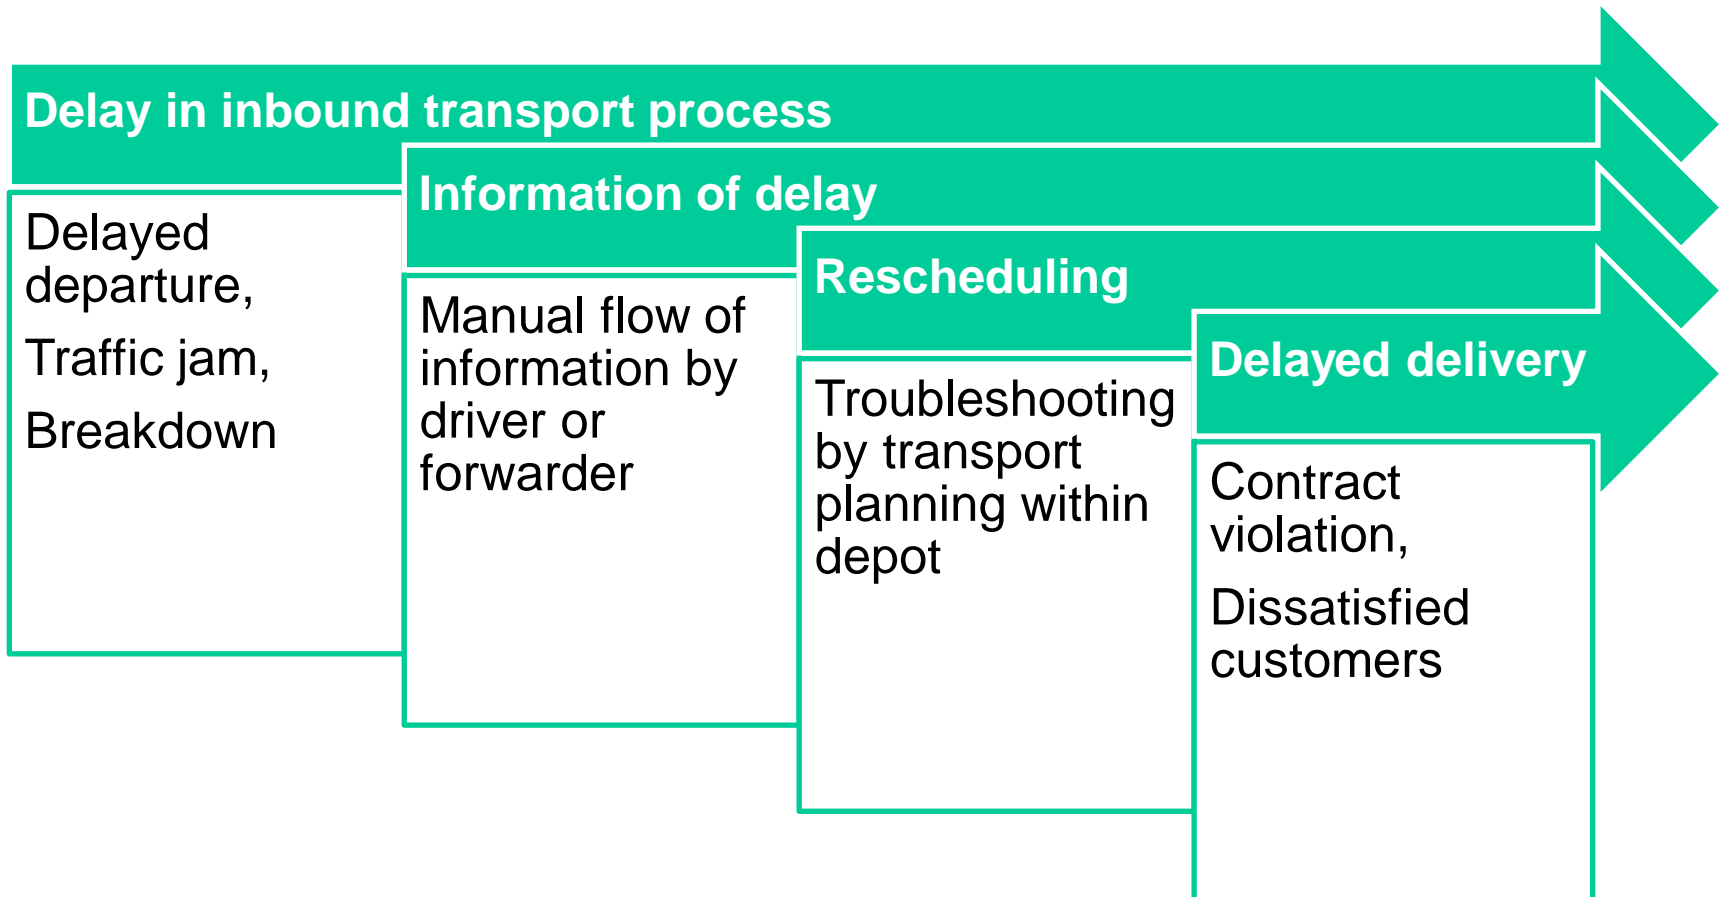 Delay in inbound transport process
Delayed
departure,
Traffic jam,
Breakdown
Information of delay
Manual flow of
information by
driver or
forwarder
Rescheduling
Troubleshooting
by transport
planning within
depot
Delayed delivery
Contract
violation,
Dissatisfied
customers